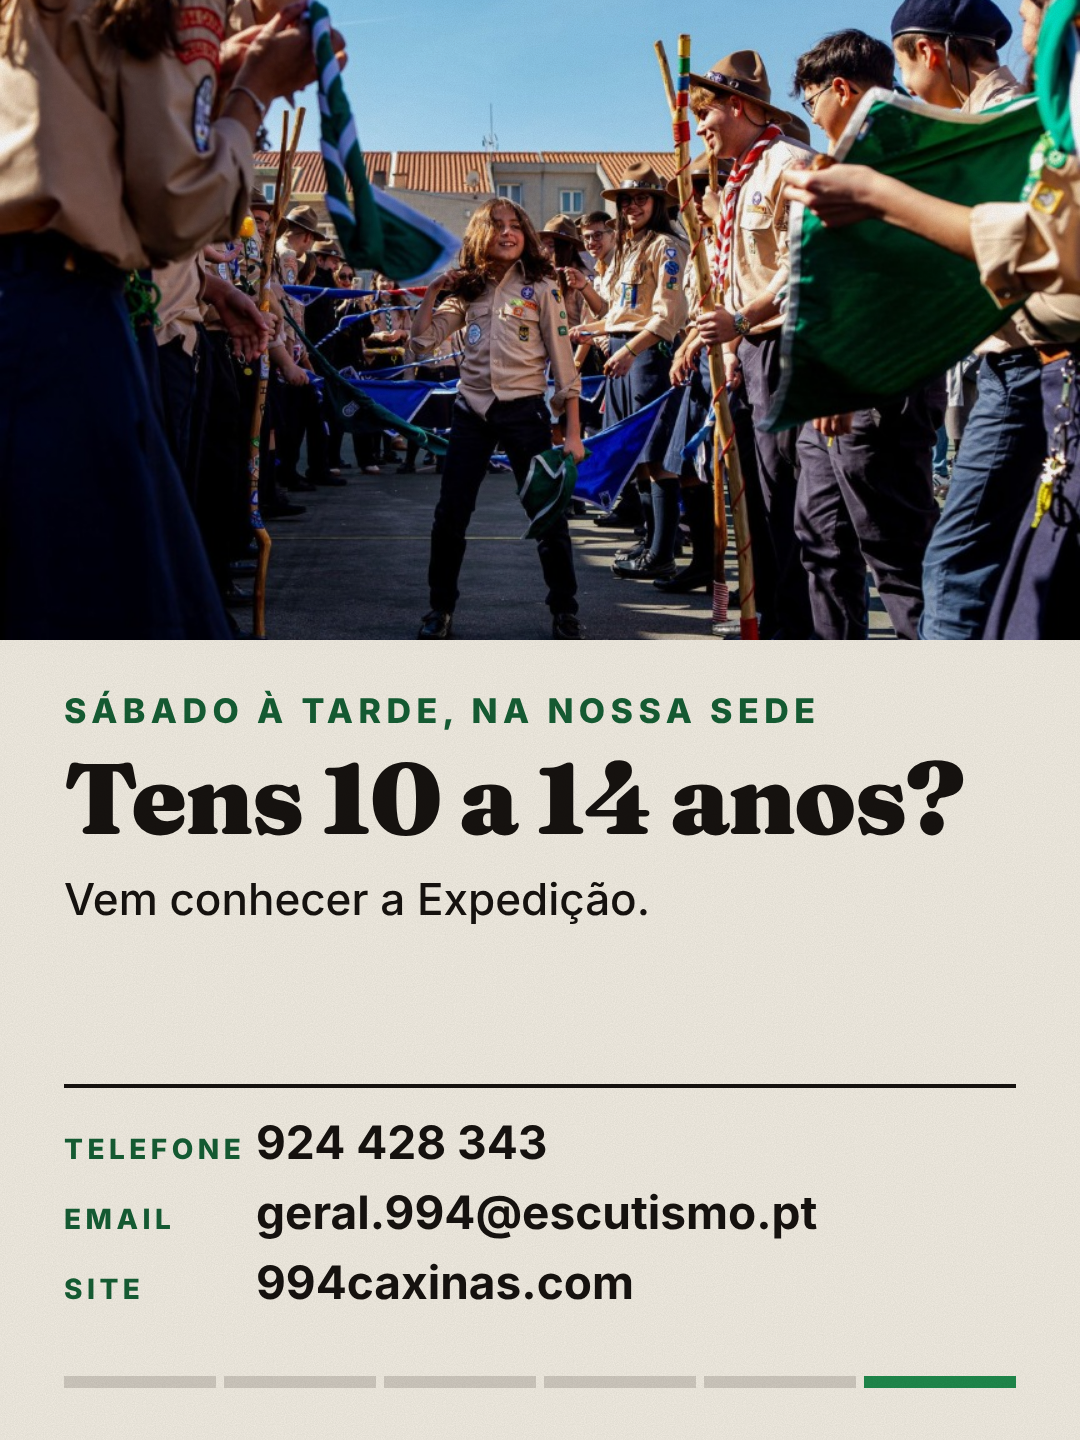 SÁBADO À TARDE, NA NOSSA SEDE
Tens 10 a 14 anos?
Vem conhecer a Expedição.
TELEFONE 924 428 343
EMAIL geral.994@escutismo.pt
SITE 994caxinas.com